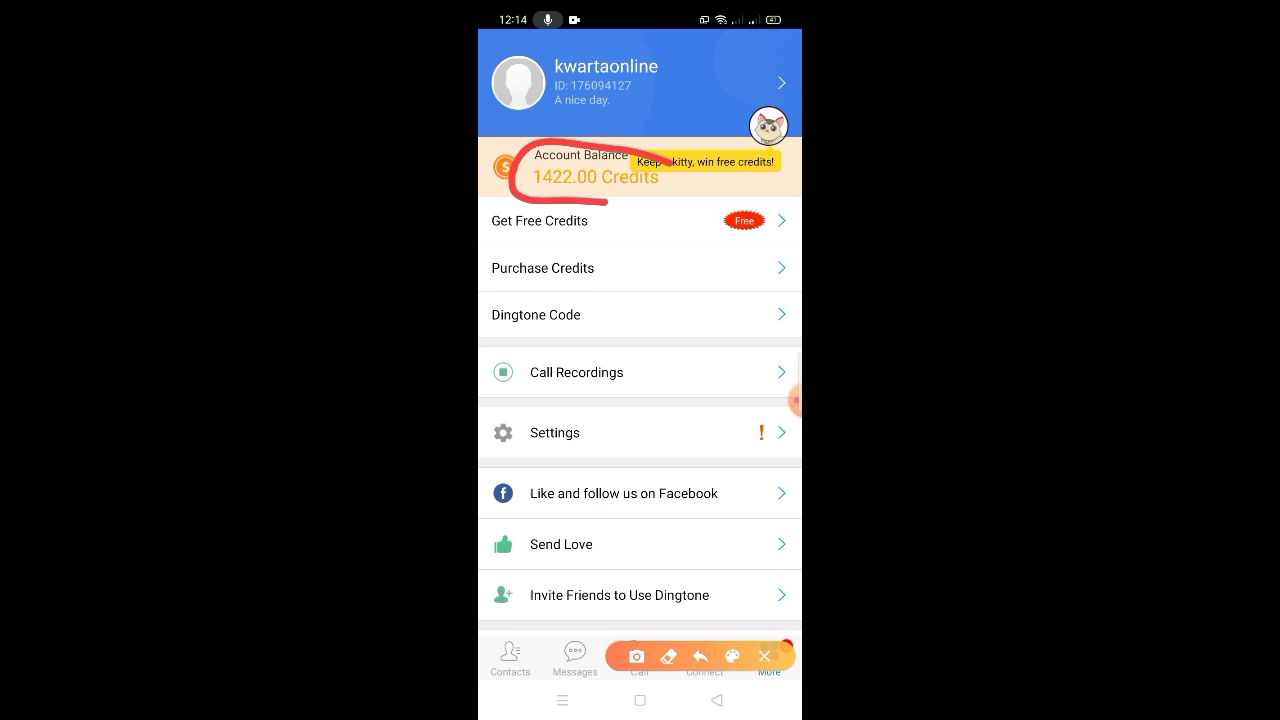 12:14
41
kwartaonline
ID: 176094127
A nice day.
Account Balance
Keep kitty, win free credits!
1422.00 Credits
Get Free Credits
Free
Purchase Credits
Dingtone Code
Call Recordings
Settings
!
Like and follow us on Facebook
Send Love
Invite Friends to Use Dingtone
Contacts
Messages
Call
Connect
More